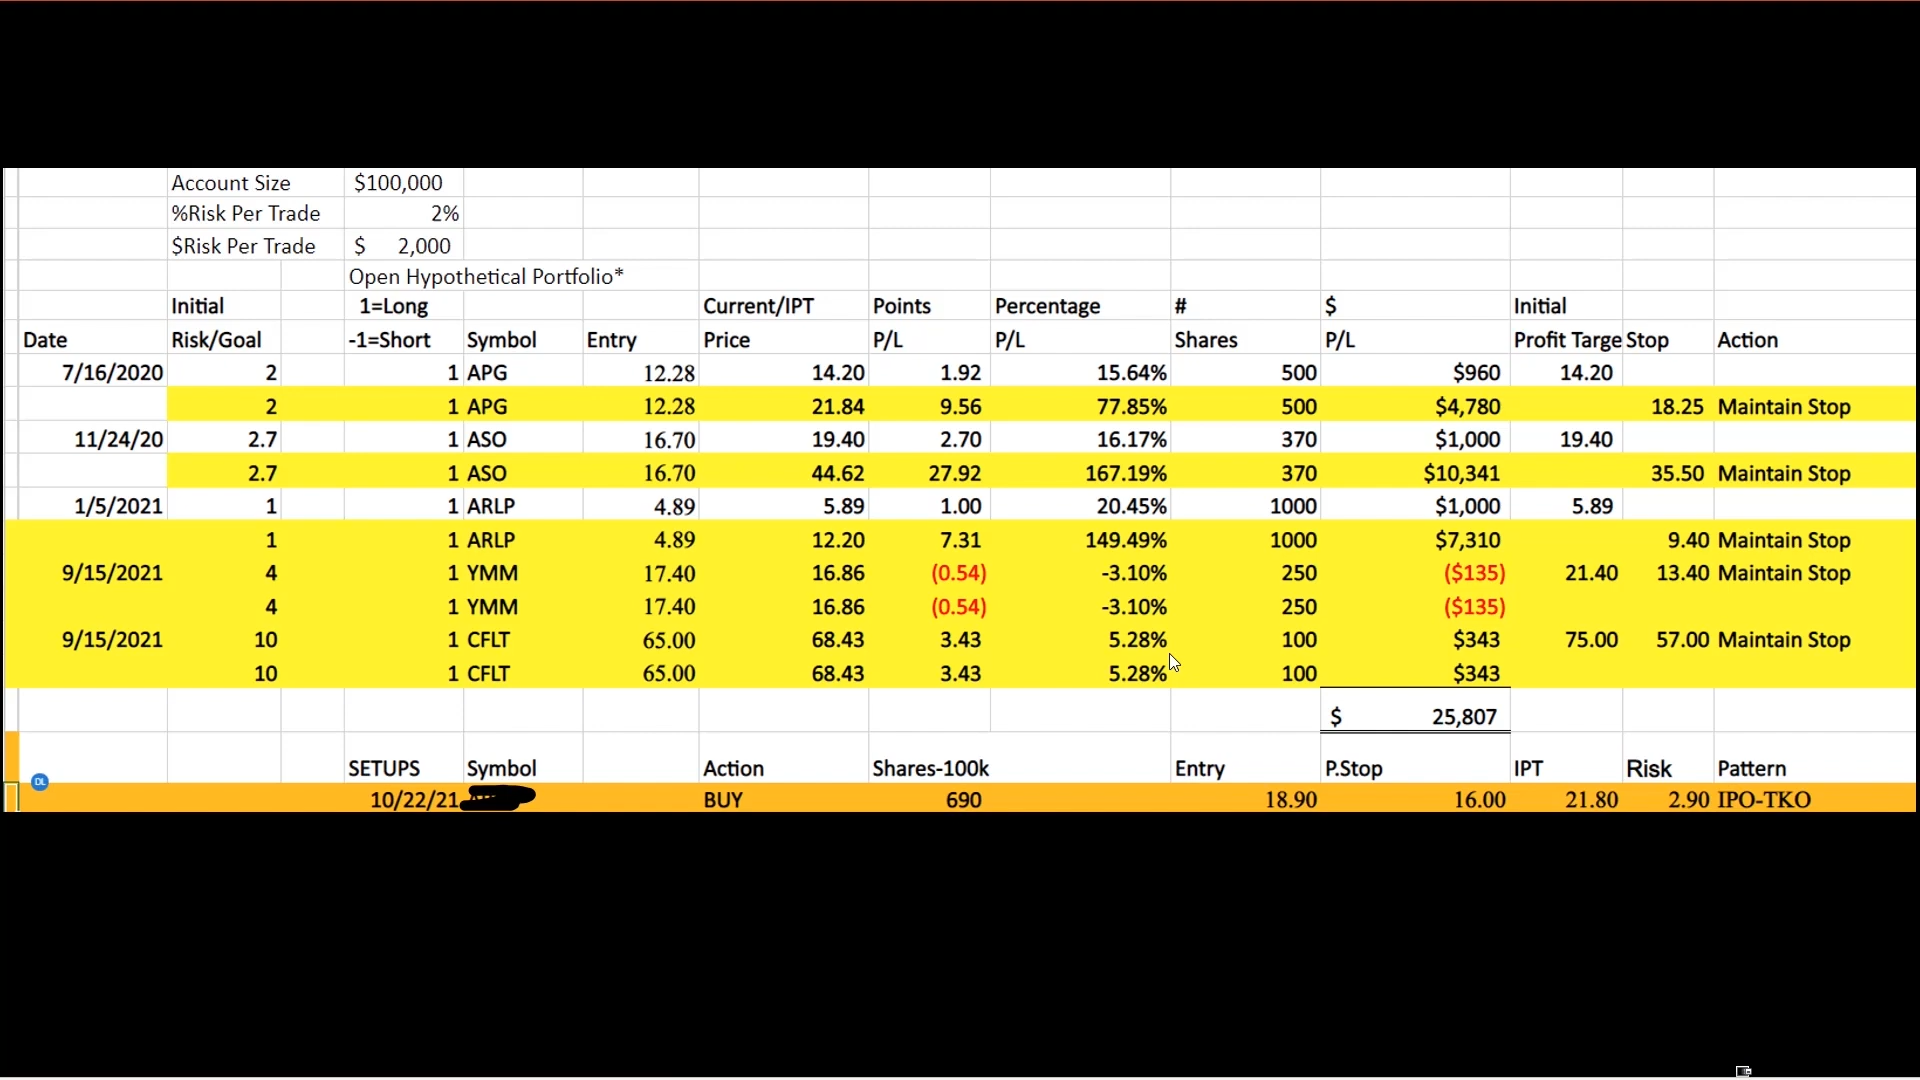 Account Size $100,000
%Risk Per Trade 2%
$Risk Per Trade $ 2,000
Open Hypothetical Portfolio*
Initial 1=Long Current/IPT Points Percentage # $ Initial
Date Risk/Goal -1=Short Symbol Entry Price P/L P/L Shares P/L Profit Targe Stop Action
7/16/2020 2 1 APG 12.28 14.20 1.92 15.64% 500 $960 14.20
2 1 APG 12.28 21.84 9.56 77.85% 500 $4,780 18.25 Maintain Stop
11/24/20 2.7 1 ASO 16.70 19.40 2.70 16.17% 370 $1,000 19.40
2.7 1 ASO 16.70 44.62 27.92 167.19% 370 $10,341 35.50 Maintain Stop
1/5/2021 1 1 ARLP 4.89 5.89 1.00 20.45% 1000 $1,000 5.89
1 1 ARLP 4.89 12.20 7.31 149.49% 1000 $7,310 9.40 Maintain Stop
9/15/2021 4 1 YMM 17.40 16.86 (0.54) -3.10% 250 ($135) 21.40 13.40 Maintain Stop
4 1 YMM 17.40 16.86 (0.54) -3.10% 250 ($135)
9/15/2021 10 1 CFLT 65.00 68.43 3.43 5.28% 100 $343 75.00 57.00 Maintain Stop
10 1 CFLT 65.00 68.43 3.43 5.28% 100 $343
$ 25,807
SETUPS Symbol Action Shares-100k Entry P.Stop IPT Risk Pattern
DL
10/22/21 BUY 690 18.90 16.00 21.80 2.90 IPO-TKO